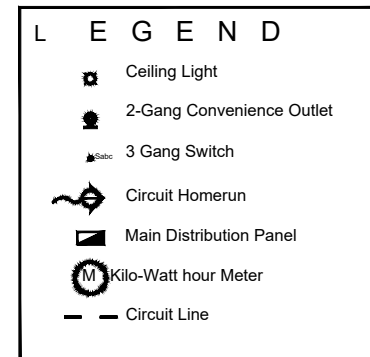 L E G E N D
Ceiling Light
2-Gang Convenience Outlet
Sabc 3 Gang Switch
Circuit Homerun
Main Distribution Panel
M Kilo-Watt hour Meter
Circuit Line